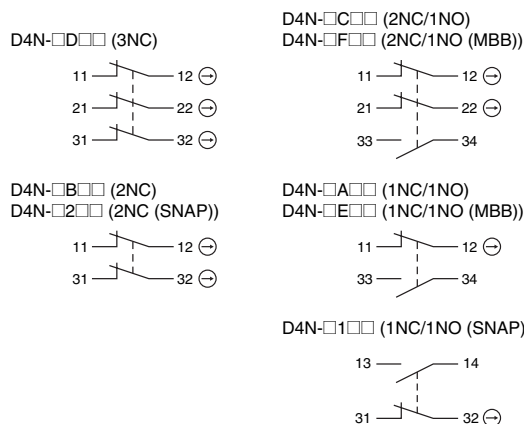 D4N-□D□□ (3NC)
11 12
21 22
31 32
D4N-□B□□ (2NC)
D4N-□2□□ (2NC (SNAP))
11 12
31 32
D4N-□C□□ (2NC/1NO)
D4N-□F□□ (2NC/1NO (MBB))
11 12
21 22
33 34
D4N-□A□□ (1NC/1NO)
D4N-□E□□ (1NC/1NO (MBB))
11 12
33 34
D4N-□1□□ (1NC/1NO (SNAP)
13 14
31 32